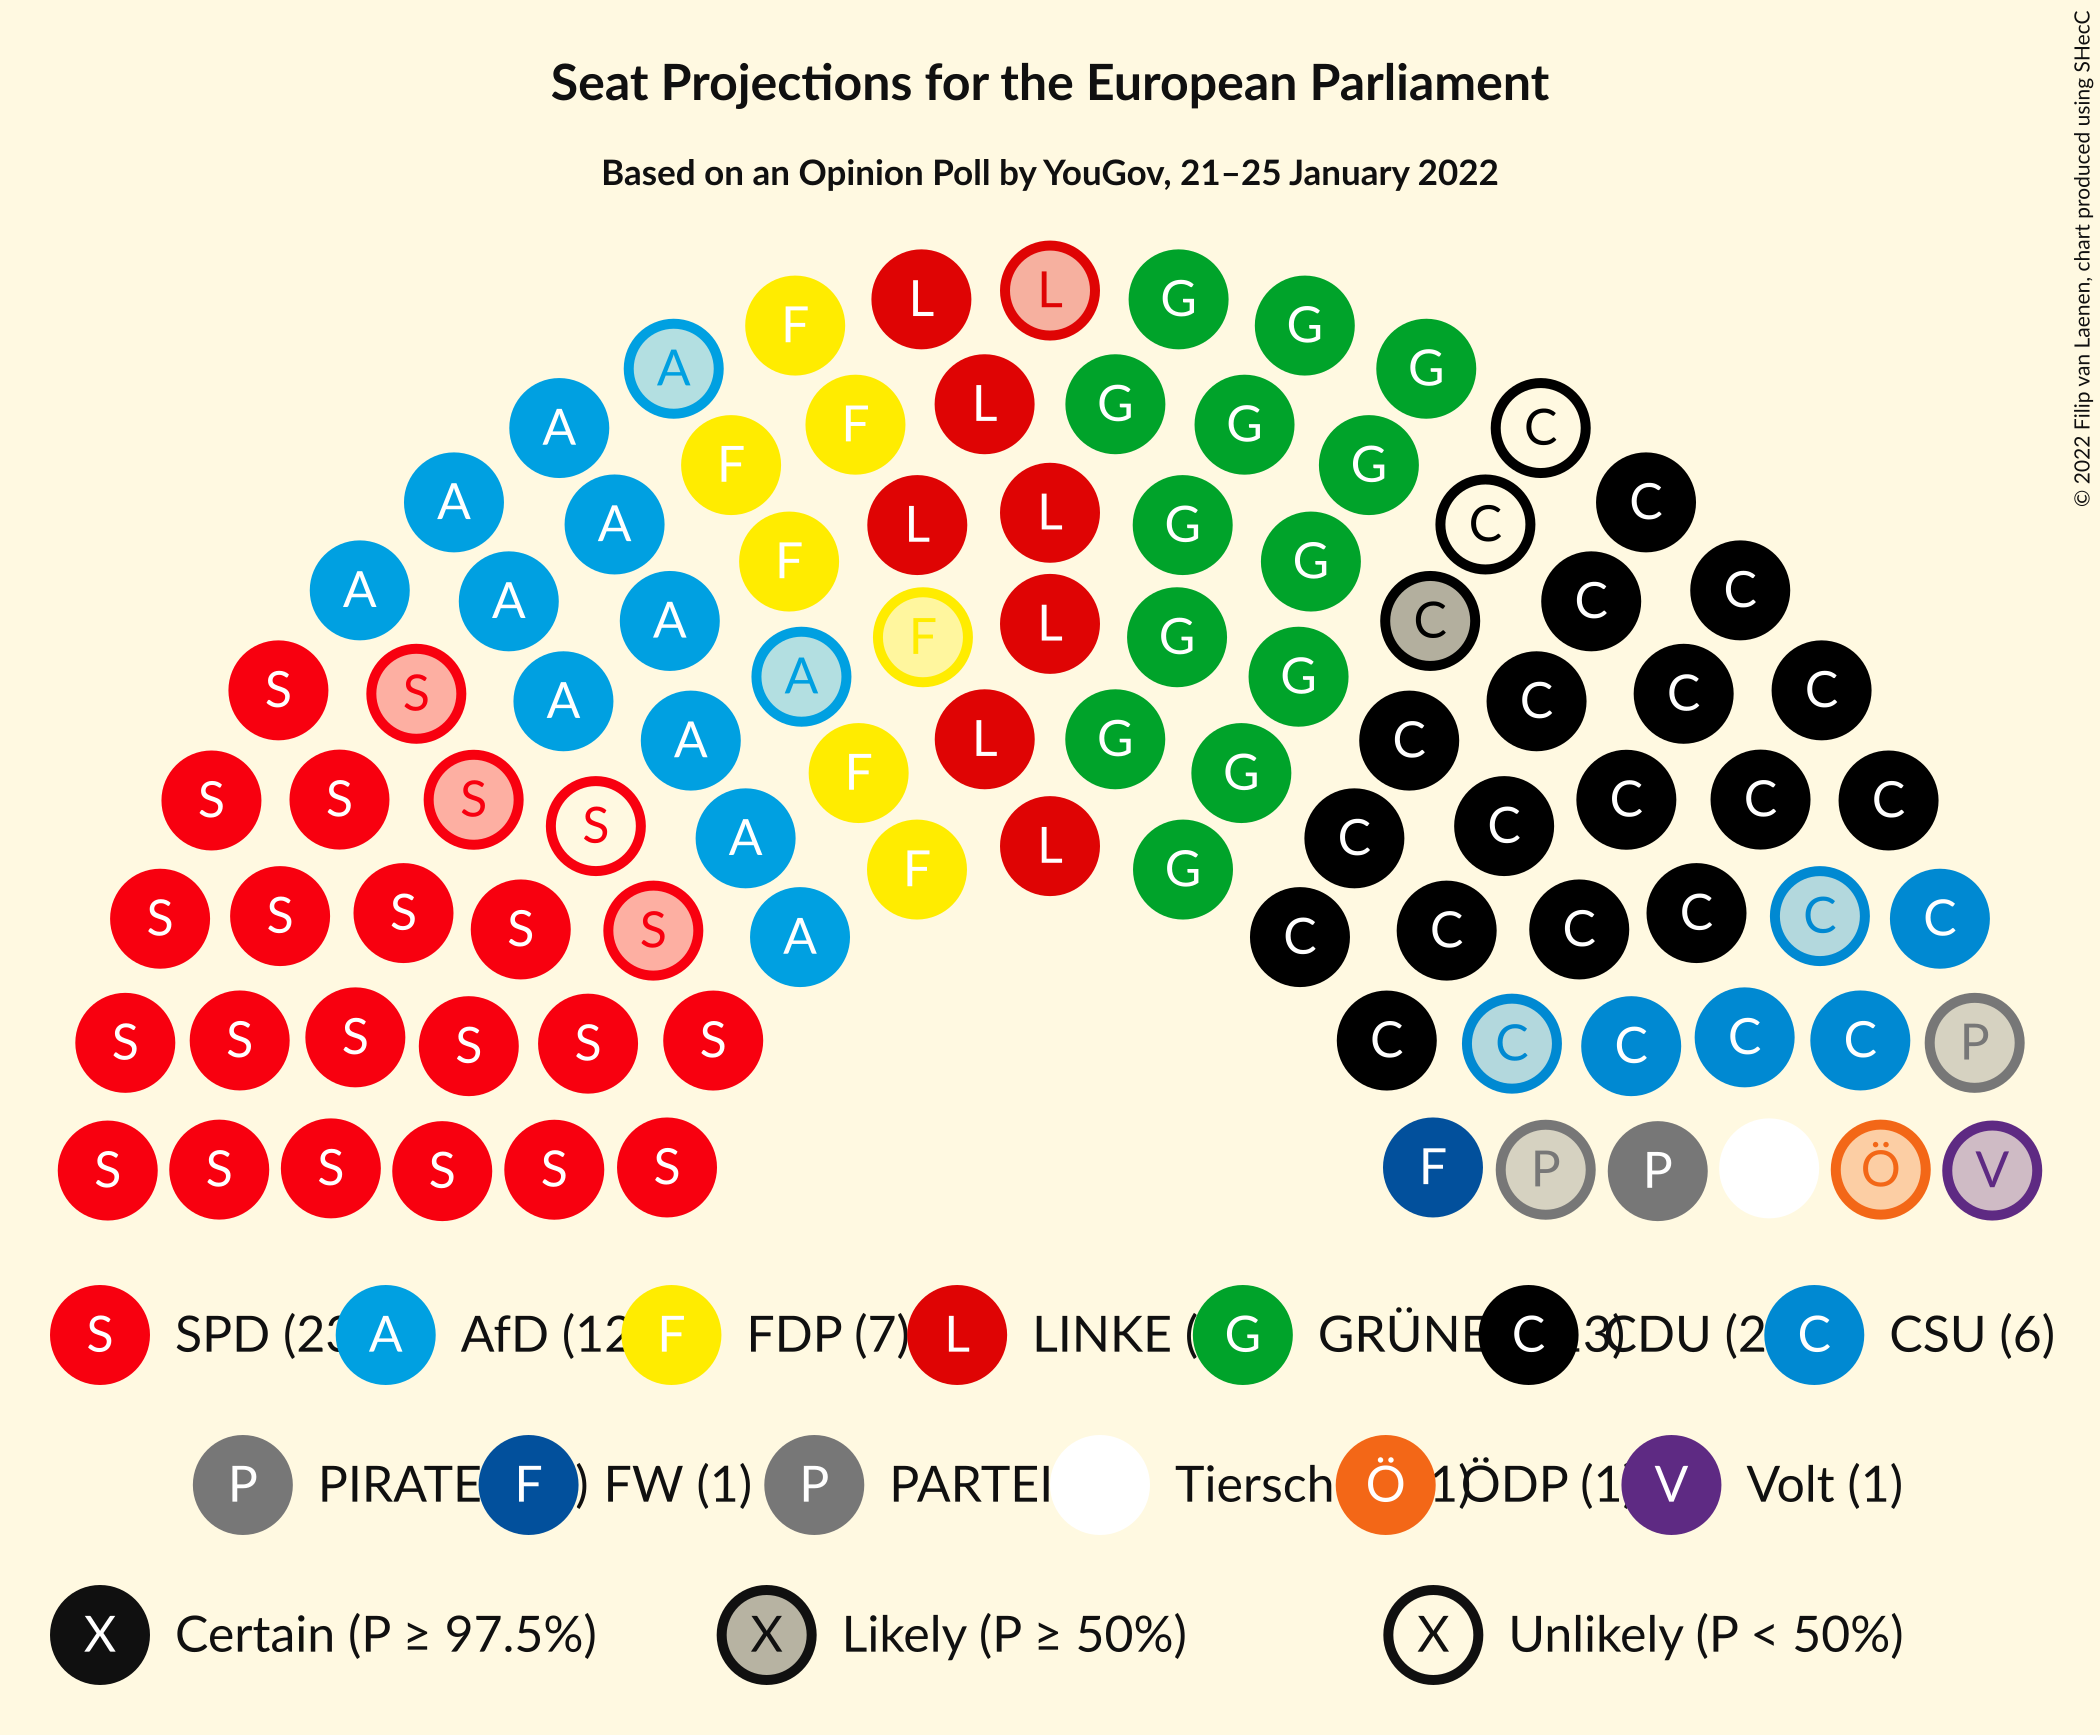 Seat Projections for the European Parliament
Based on an Opinion Poll by YouGov, 21–25 January 2022
© 2022 Filip van Laenen, chart produced using SHecC
L
L L G
F G
A G
F L G
A G C
F G
A F L L G G C
A C
A A F G G C
A A F L G C C
S S A A A G C C C
A L G C C
S S S S F G C C C
A L C C
S S S S S A F G C C C C C C
S S S S S S C C C C C P
S S S S S S F P P Ö V
S SPD (23 A AfD (12 F FDP (7) L LINKE ( G GRÜNE C 3) CDU (2 C CSU (6)
P PIRATE F ) FW (1) P PARTEI Tiersch Ö 1) ÖDP (1) V Volt (1)
X Certain (P ≥ 97.5%) X Likely (P ≥ 50%) X Unlikely (P < 50%)